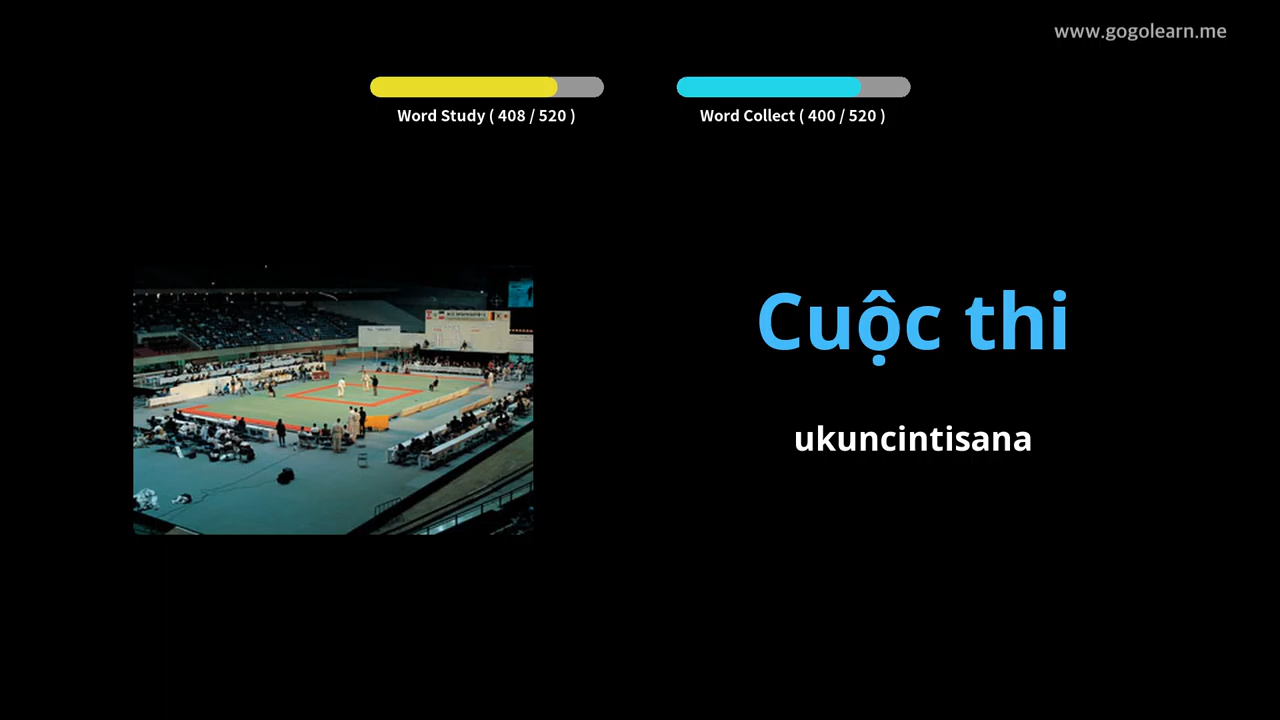 www.gogolearn.me
Word Study ( 408 / 520 )
Word Collect ( 400 / 520 )
Cuộc thi
ukuncintisana